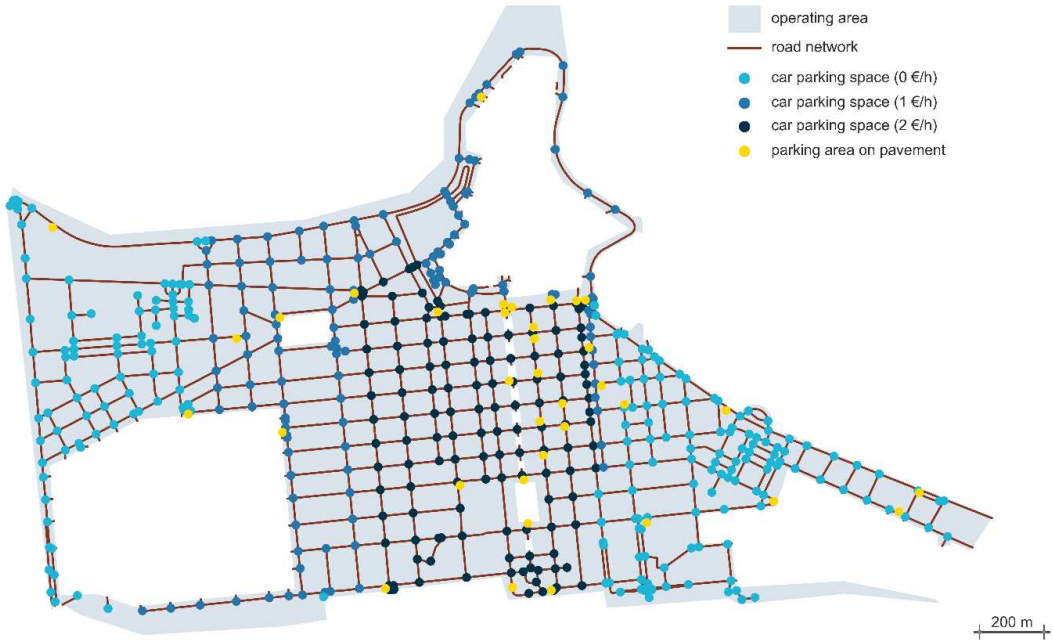 operating area
road network
car parking space (0 €/h)
car parking space (1 €/h)
car parking space (2 €/h)
parking area on pavement
200 m